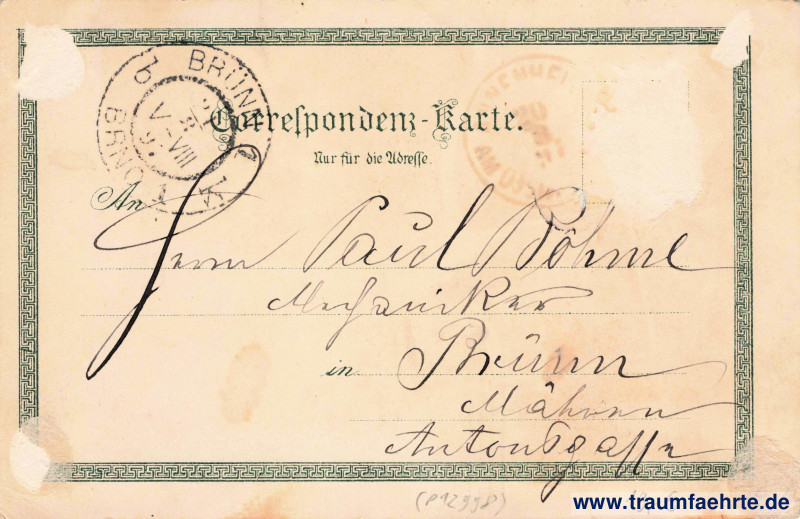 BRÜNN
BRNO 1
Correspondenz-Karte.
Nur für die Adresse.
An
Herrn Paul Böhme
Mechaniker
in Brünn
Mähren
Antonsgasse
(P12998)
www.traumfaehrte.de